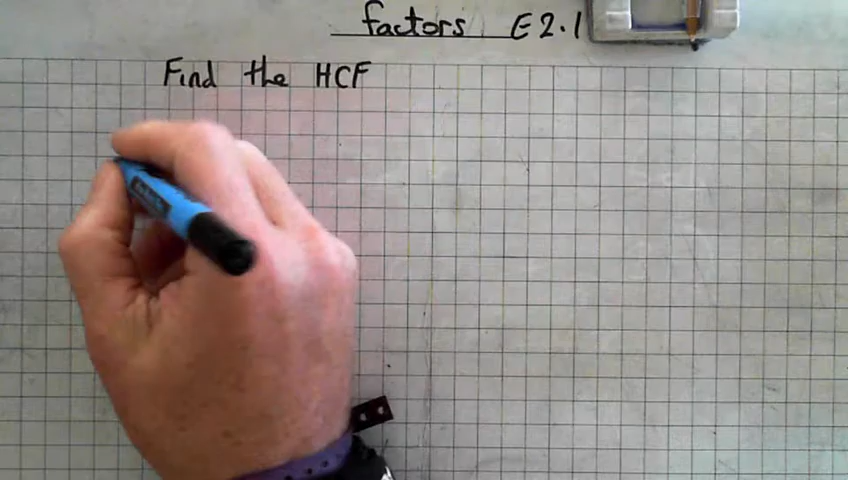 factors E2.1
Find the HCF